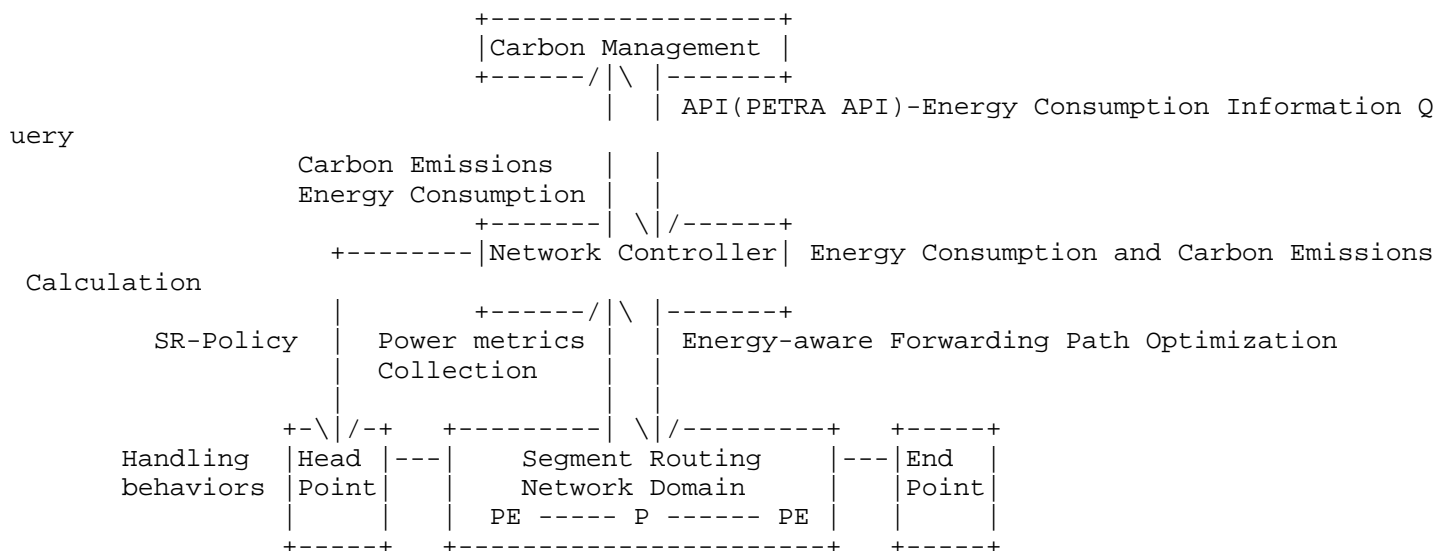 +------------------+
|Carbon Management |
+------/|\ |-------+
| | API(PETRA API)-Energy Consumption Information Q
uery
Carbon Emissions | |
Energy Consumption | |
+-------| \|/------+
+--------|Network Controller| Energy Consumption and Carbon Emissions
Calculation
| +------/|\ |-------+
SR-Policy | Power metrics | | Energy-aware Forwarding Path Optimization
| Collection | |
| | |
+-\|/-+ +---------| \|/---------+ +-----+
Handling |Head |---| Segment Routing |---|End |
behaviors |Point| | Network Domain | |Point|
| | | PE ----- P ------ PE | | |
+-----+ +-----------------------+ +-----+